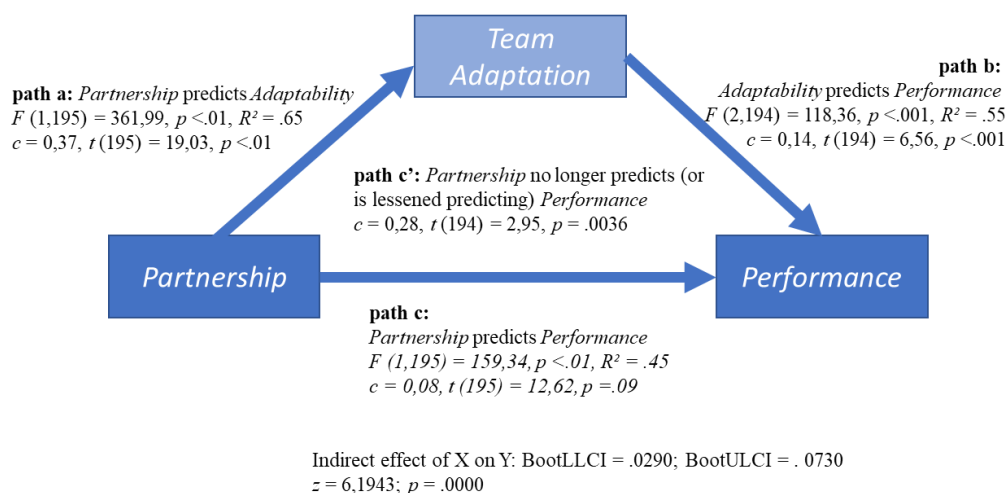 Team
Adaptation
path a: Partnership predicts Adaptability
F (1,195) = 361,99, p <.01, R² = .65
c = 0,37, t (195) = 19,03, p <.01
path b:
Adaptability predicts Performance
F (2,194) = 118,36, p <.001, R² = .55
c = 0,14, t (194) = 6,56, p <.001
path c’: Partnership no longer predicts (or
is lessened predicting) Performance
c = 0,28, t (194) = 2,95, p = .0036
Partnership
Performance
path c:
Partnership predicts Performance
F (1,195) = 159,34, p <.01, R² = .45
c = 0,08, t (195) = 12,62, p =.09
Indirect effect of X on Y: BootLLCI = .0290; BootULCI = . 0730
z = 6,1943; p = .0000